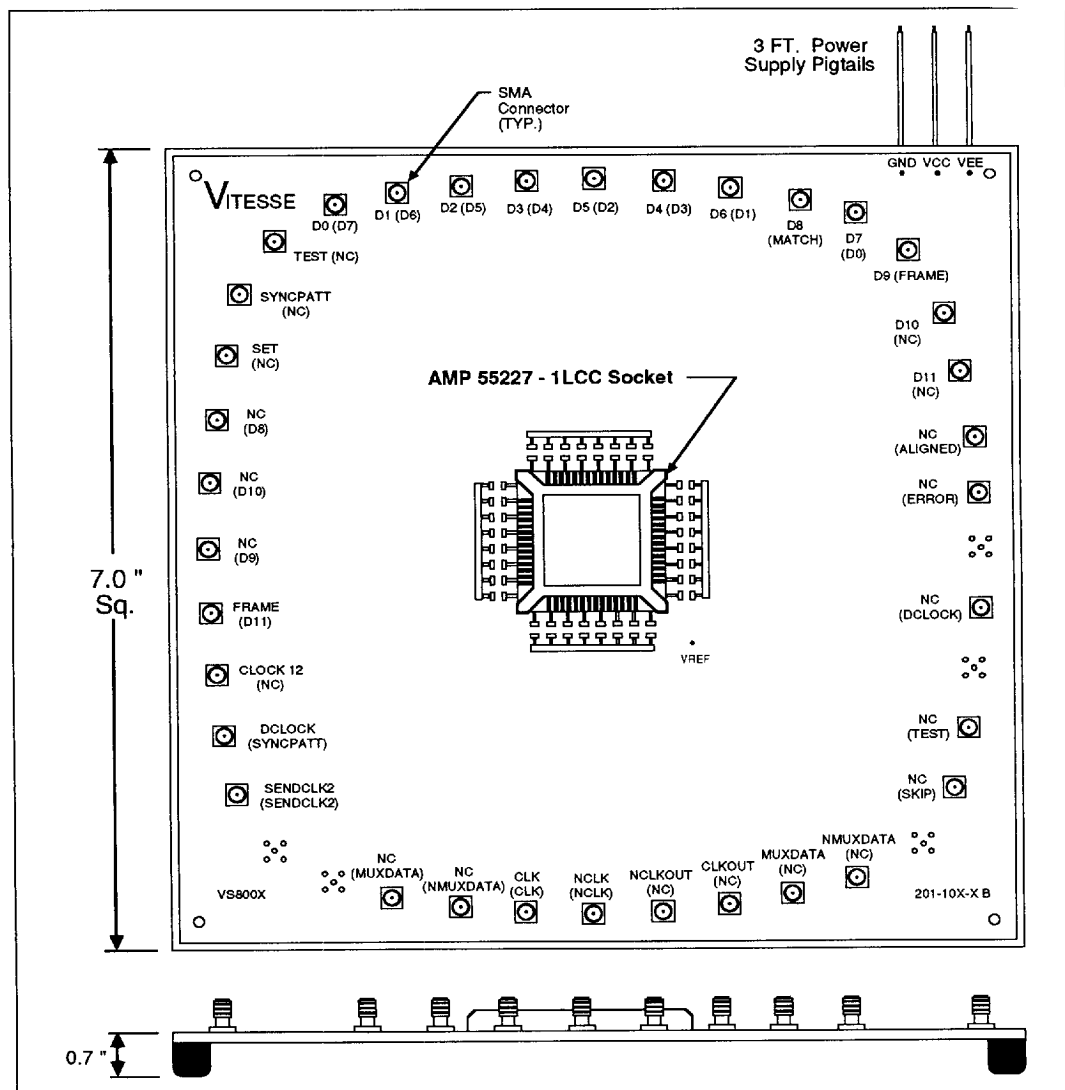 3 FT. Power
Supply Pigtails
SMA
Connector
(TYP.)
GND VCC VEE
VITESSE
D0 (D7)
D1 (D6)
D2 (D5)
D3 (D4)
D5 (D2)
D4 (D3)
D6 (D1)
D8
(MATCH)
D7
(D0)
D9 (FRAME)
TEST (NC)
SYNCPATT
(NC)
D10
(NC)
SET
(NC)
D11
(NC)
AMP 55227 - 1LCC Socket
NC
(D8)
NC
(ALIGNED)
NC
(D10)
NC
(ERROR)
NC
(D9)
7.0 "
Sq.
FRAME
(D11)
NC
(DCLOCK)
VREF
CLOCK 12
(NC)
DCLOCK
(SYNCPATT)
NC
(TEST)
SENDCLK2
(SENDCLK2)
NC
(SKIP)
NC
(MUXDATA)
NC
(NMUXDATA)
CLK
(CLK)
NCLK
(NCLK)
NCLKOUT
(NC)
CLKOUT
(NC)
MUXDATA
(NC)
NMUXDATA
(NC)
VS800X
201-10X-X B
0.7 "